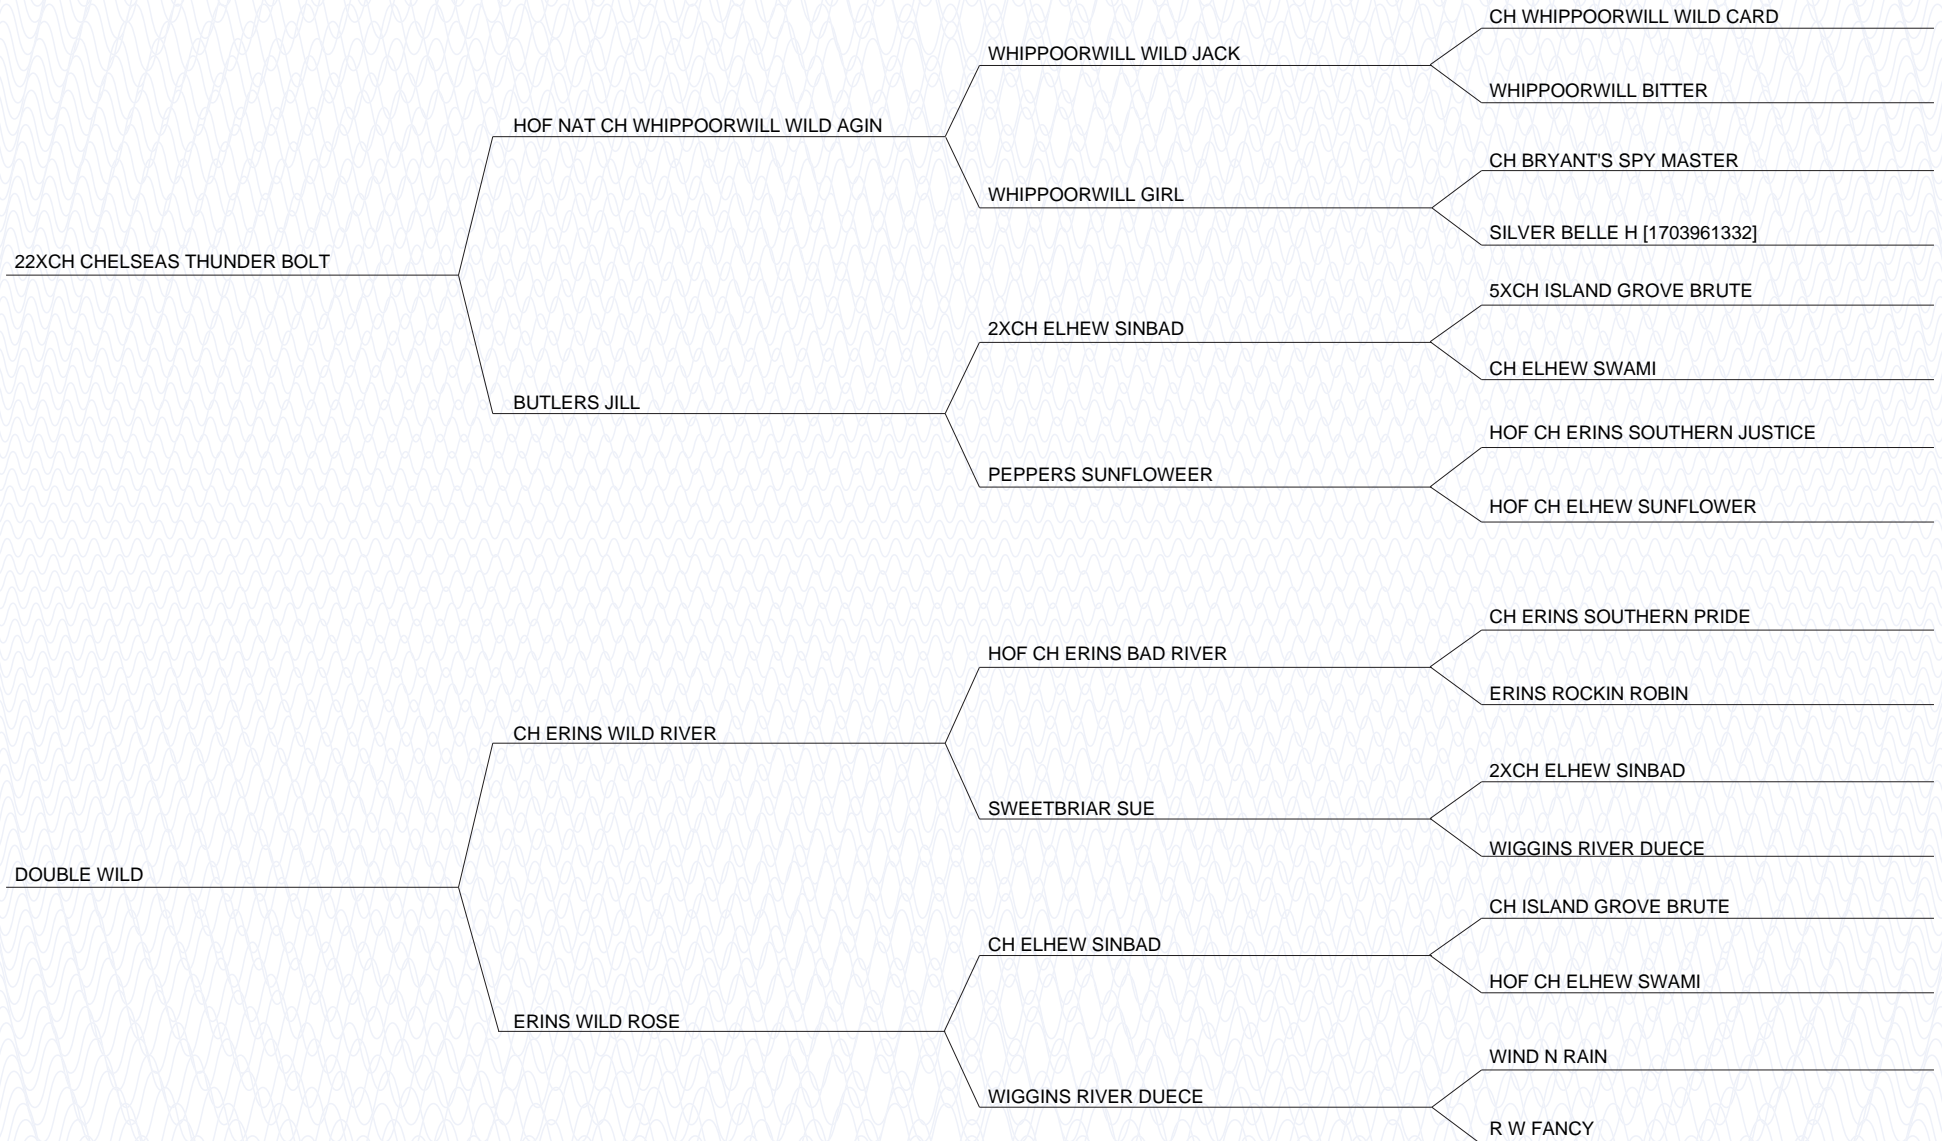 CH WHIPPOORWILL WILD CARD
WHIPPOORWILL WILD JACK
WHIPPOORWILL BITTER
HOF NAT CH WHIPPOORWILL WILD AGIN
CH BRYANT'S SPY MASTER
WHIPPOORWILL GIRL
SILVER BELLE H [1703961332]
22XCH CHELSEAS THUNDER BOLT
5XCH ISLAND GROVE BRUTE
2XCH ELHEW SINBAD
CH ELHEW SWAMI
BUTLERS JILL
HOF CH ERINS SOUTHERN JUSTICE
PEPPERS SUNFLOWEER
HOF CH ELHEW SUNFLOWER
CH ERINS SOUTHERN PRIDE
HOF CH ERINS BAD RIVER
ERINS ROCKIN ROBIN
CH ERINS WILD RIVER
2XCH ELHEW SINBAD
SWEETBRIAR SUE
WIGGINS RIVER DUECE
DOUBLE WILD
CH ISLAND GROVE BRUTE
CH ELHEW SINBAD
HOF CH ELHEW SWAMI
ERINS WILD ROSE
WIND N RAIN
WIGGINS RIVER DUECE
R W FANCY